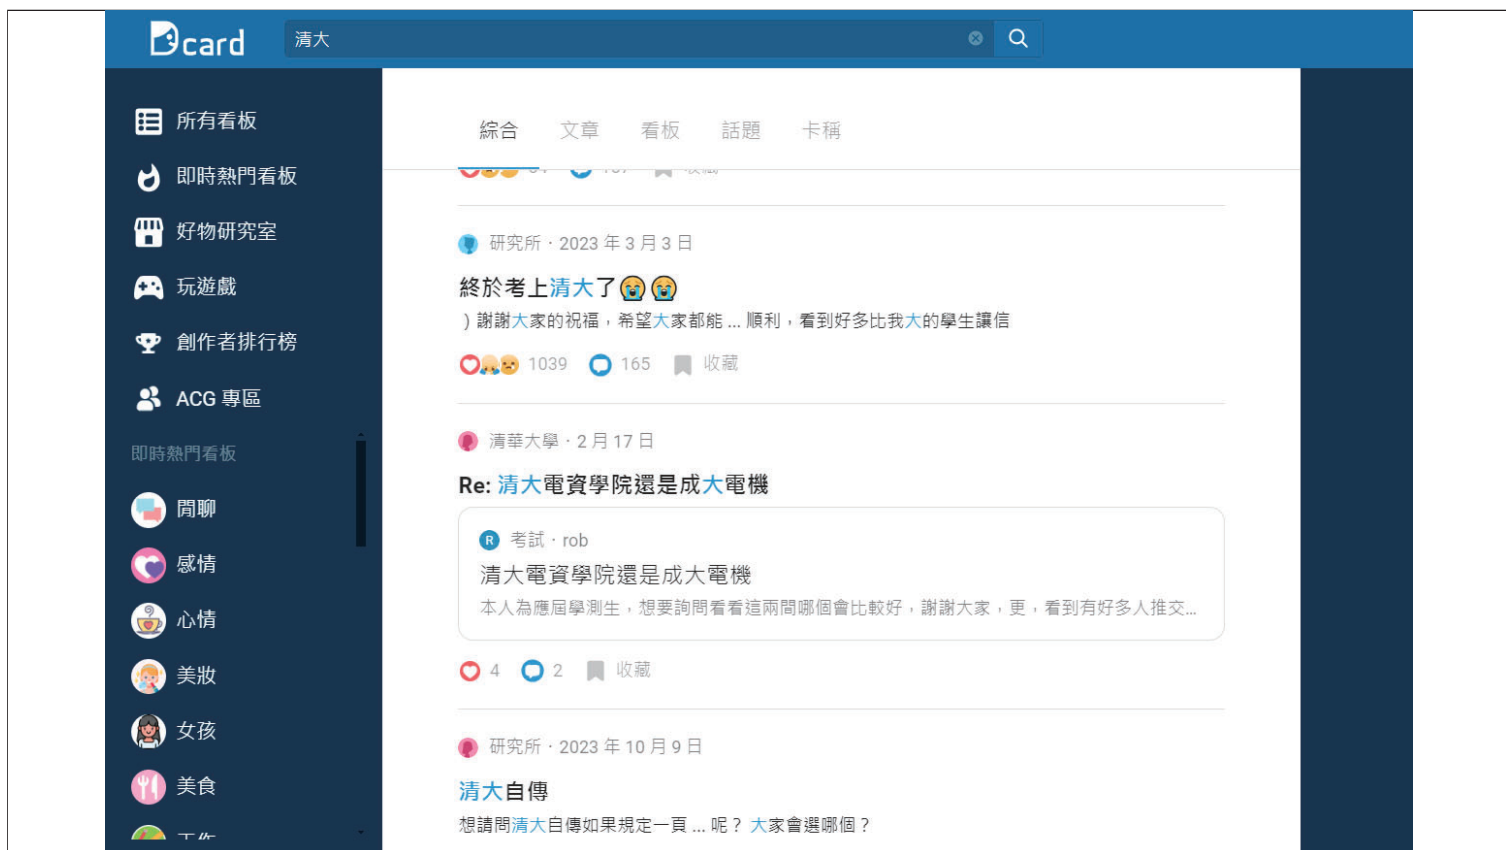 Dcard
清大
所有看板
即時熱門看板
好物研究室
玩遊戲
創作者排行榜
ACG 專區
即時熱門看板
閒聊
感情
心情
美妝
女孩
美食
綜合 文章 看板 話題 卡稱
研究所 · 2023 年 3 月 3 日
終於考上清大了😭😭
）謝謝大家的祝福，希望大家都能 ... 順利，看到好多比我大的學生讓信
1039 165 收藏
清華大學 · 2 月 17 日
Re: 清大電資學院還是成大電機
R 考試 · rob
清大電資學院還是成大電機
本人為應屆學測生，想要詢問看看這兩間哪個會比較好，謝謝大家，更，看到有好多人推交...
4 2 收藏
研究所 · 2023 年 10 月 9 日
清大自傳
想請問清大自傳如果規定一頁 ... 呢？ 大家會選哪個？